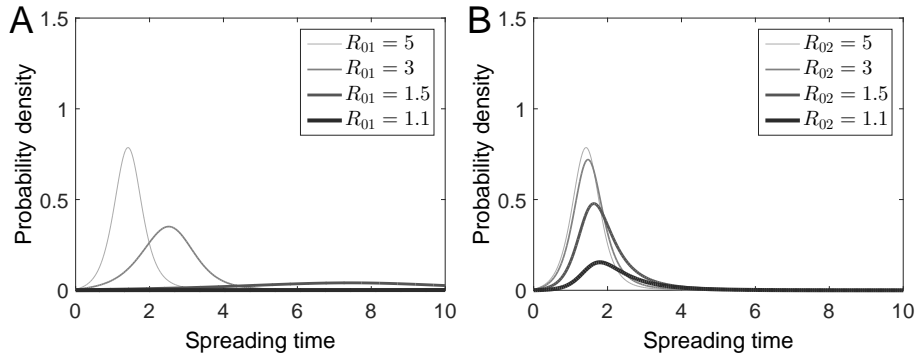 A
Probability density
1.5
1
0.5
0
0 2 4 6 8 10
Spreading time
R01 = 5
R01 = 3
R01 = 1.5
R01 = 1.1
B
Probability density
1.5
1
0.5
0
0 2 4 6 8 10
Spreading time
R02 = 5
R02 = 3
R02 = 1.5
R02 = 1.1